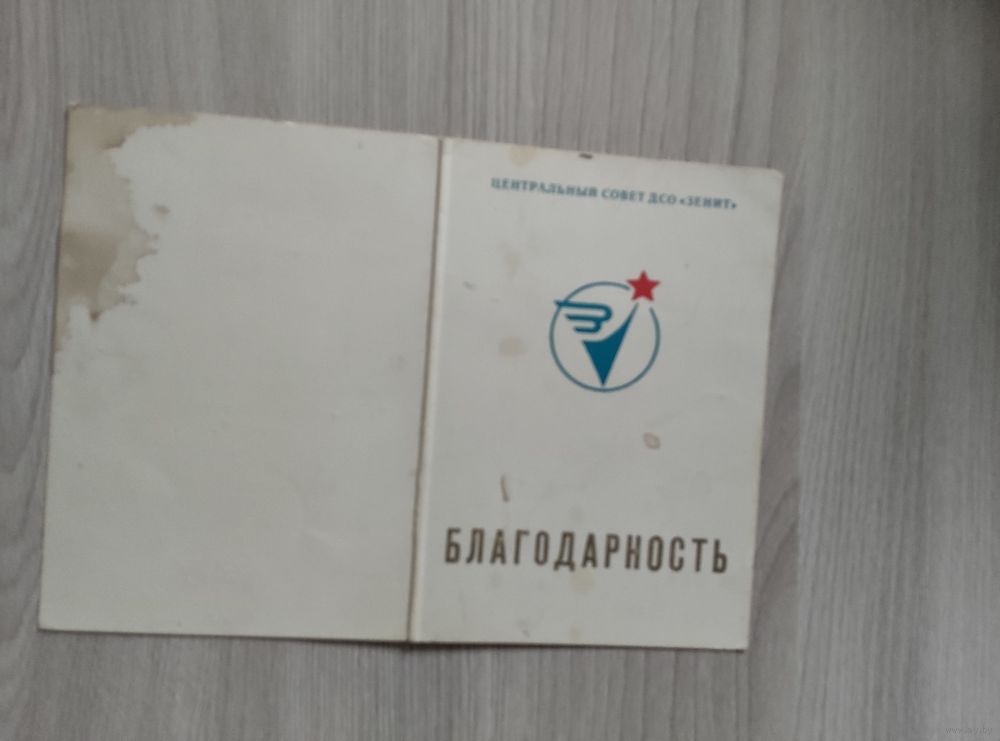 ЦЕНТРАЛЬНЫЙ СОВЕТ ДСО «ЗЕНИТ»
БЛАГОДАРНОСТЬ